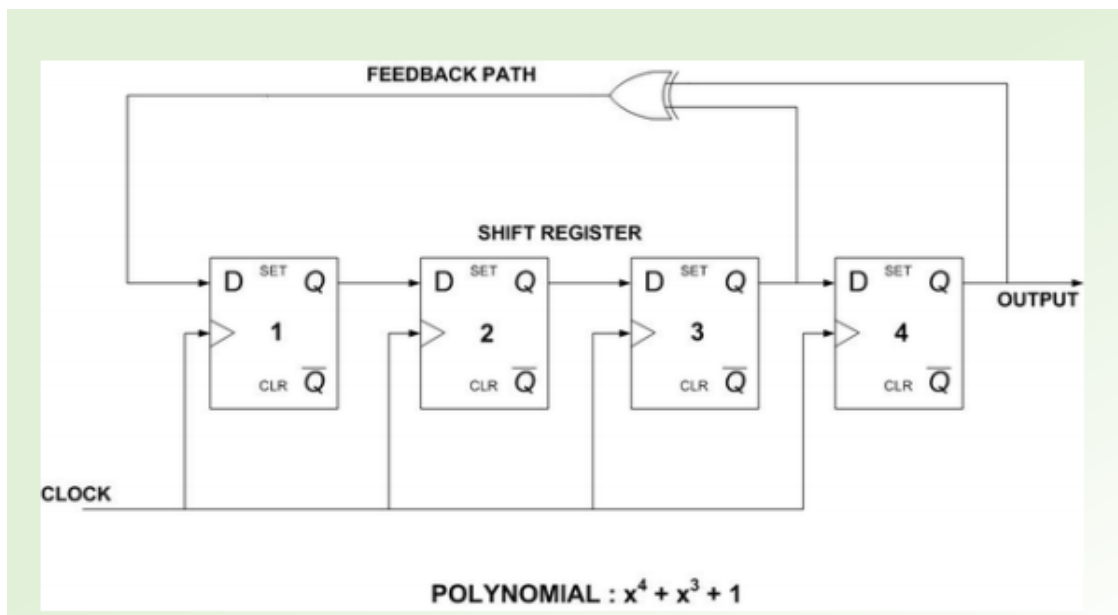 FEEDBACK PATH
SHIFT REGISTER
D SET Q D SET Q D SET Q D SET Q
OUTPUT
1 2 3 4
CLR Q̅ CLR Q̅ CLR Q̅ CLR Q̅
CLOCK
POLYNOMIAL : x⁴ + x³ + 1